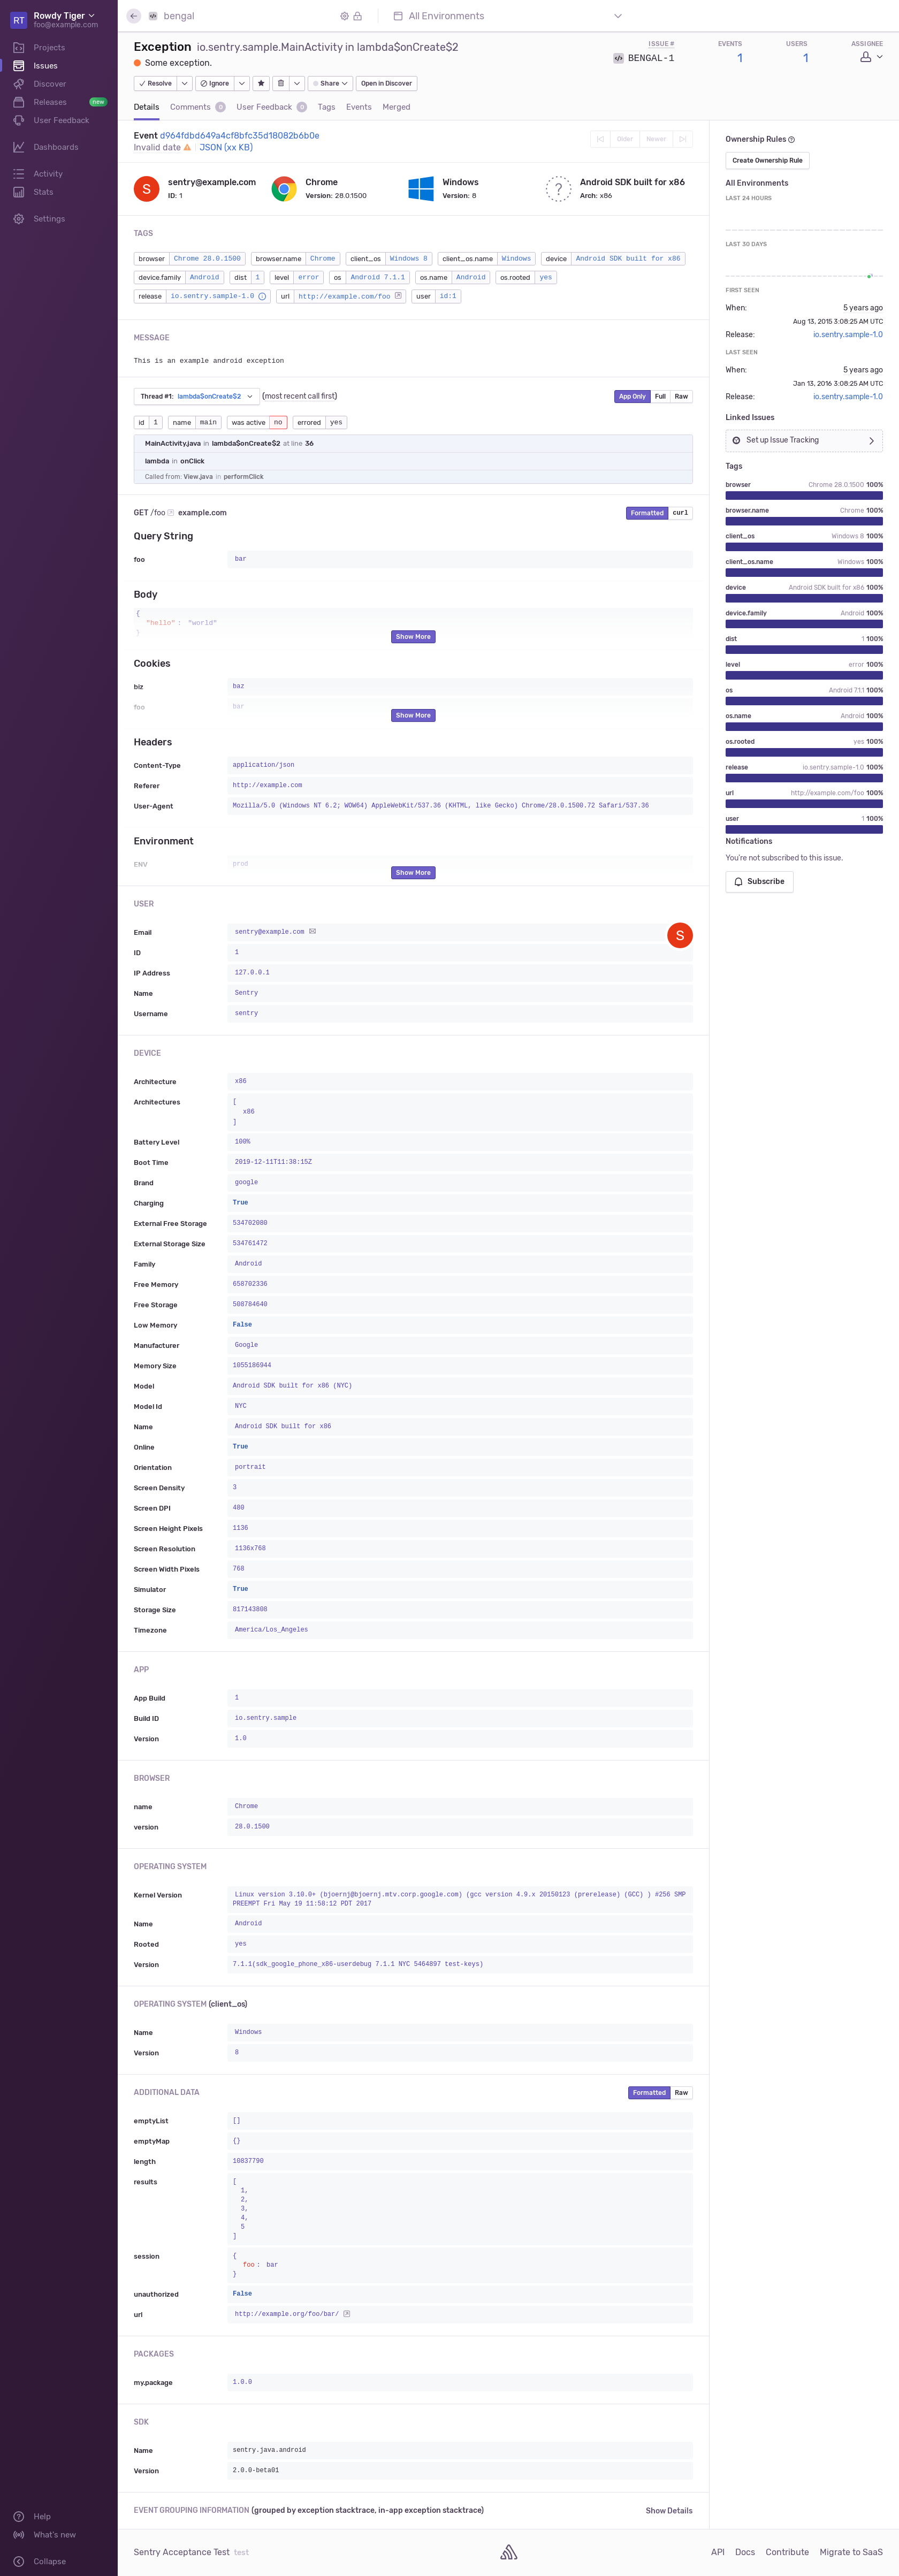 RT
Rowdy Tiger
foo@example.com
Projects
Issues
Discover
Releases new
User Feedback
Dashboards
Activity
Stats
Settings
Help
What's new
Collapse
bengal
All Environments
Exception io.sentry.sample.MainActivity in lambda$onCreate$2
Some exception.
ISSUE # EVENTS USERS ASSIGNEE
BENGAL-1 1 1
Resolve Ignore Share Open in Discover
Details Comments 0 User Feedback 0 Tags Events Merged
Event d964fdbd649a4cf8bfc35d18082b6b0e
Invalid date JSON (xx KB)
Older Newer
S
sentry@example.com
ID: 1
Chrome
Version: 28.0.1500
Windows
Version: 8
?
Android SDK built for x86
Arch: x86
TAGS
browser Chrome 28.0.1500 browser.name Chrome client_os Windows 8 client_os.name Windows device Android SDK built for x86
device.family Android dist 1 level error os Android 7.1.1 os.name Android os.rooted yes
release io.sentry.sample-1.0 url http://example.com/foo user id:1
MESSAGE
This is an example android exception
Thread #1: lambda$onCreate$2 (most recent call first) App Only Full Raw
id 1 name main was active no errored yes
MainActivity.java in lambda$onCreate$2 at line 36
lambda in onClick
Called from: View.java in performClick
GET /foo example.com Formatted curl
Query String
foo bar
Body
{
"hello": "world"
}
Show More
Cookies
biz baz
foo bar
Show More
Headers
Content-Type application/json
Referer http://example.com
User-Agent Mozilla/5.0 (Windows NT 6.2; WOW64) AppleWebKit/537.36 (KHTML, like Gecko) Chrome/28.0.1500.72 Safari/537.36
Environment
ENV prod
Show More
USER
Email sentry@example.com
S
ID 1
IP Address 127.0.0.1
Name Sentry
Username sentry
DEVICE
Architecture x86
Architectures [
x86
]
Battery Level 100%
Boot Time 2019-12-11T11:38:15Z
Brand google
Charging True
External Free Storage 534702080
External Storage Size 534761472
Family Android
Free Memory 658702336
Free Storage 508784640
Low Memory False
Manufacturer Google
Memory Size 1055186944
Model Android SDK built for x86 (NYC)
Model Id NYC
Name Android SDK built for x86
Online True
Orientation portrait
Screen Density 3
Screen DPI 480
Screen Height Pixels 1136
Screen Resolution 1136x768
Screen Width Pixels 768
Simulator True
Storage Size 817143808
Timezone America/Los_Angeles
APP
App Build 1
Build ID io.sentry.sample
Version 1.0
BROWSER
name Chrome
version 28.0.1500
OPERATING SYSTEM
Kernel Version Linux version 3.10.0+ (bjoernj@bjoernj.mtv.corp.google.com) (gcc version 4.9.x 20150123 (prerelease) (GCC) ) #256 SMP
PREEMPT Fri May 19 11:58:12 PDT 2017
Name Android
Rooted yes
Version 7.1.1(sdk_google_phone_x86-userdebug 7.1.1 NYC 5464897 test-keys)
OPERATING SYSTEM (client_os)
Name Windows
Version 8
ADDITIONAL DATA Formatted Raw
emptyList []
emptyMap {}
length 10837790
results [
1,
2,
3,
4,
5
]
session {
foo: bar
}
unauthorized False
url http://example.org/foo/bar/
PACKAGES
my.package 1.0.0
SDK
Name sentry.java.android
Version 2.0.0-beta01
EVENT GROUPING INFORMATION (grouped by exception stacktrace, in-app exception stacktrace) Show Details
Ownership Rules
Create Ownership Rule
All Environments
LAST 24 HOURS
LAST 30 DAYS
FIRST SEEN
When: 5 years ago
Aug 13, 2015 3:08:25 AM UTC
Release: io.sentry.sample-1.0
LAST SEEN
When: 5 years ago
Jan 13, 2016 3:08:25 AM UTC
Release: io.sentry.sample-1.0
Linked Issues
Set up Issue Tracking
Tags
browser Chrome 28.0.1500 100%
browser.name Chrome 100%
client_os Windows 8 100%
client_os.name Windows 100%
device Android SDK built for x86 100%
device.family Android 100%
dist 1 100%
level error 100%
os Android 7.1.1 100%
os.name Android 100%
os.rooted yes 100%
release io.sentry.sample-1.0 100%
url http://example.com/foo 100%
user 1 100%
Notifications
You're not subscribed to this issue.
Subscribe
Sentry Acceptance Test test
API Docs Contribute Migrate to SaaS